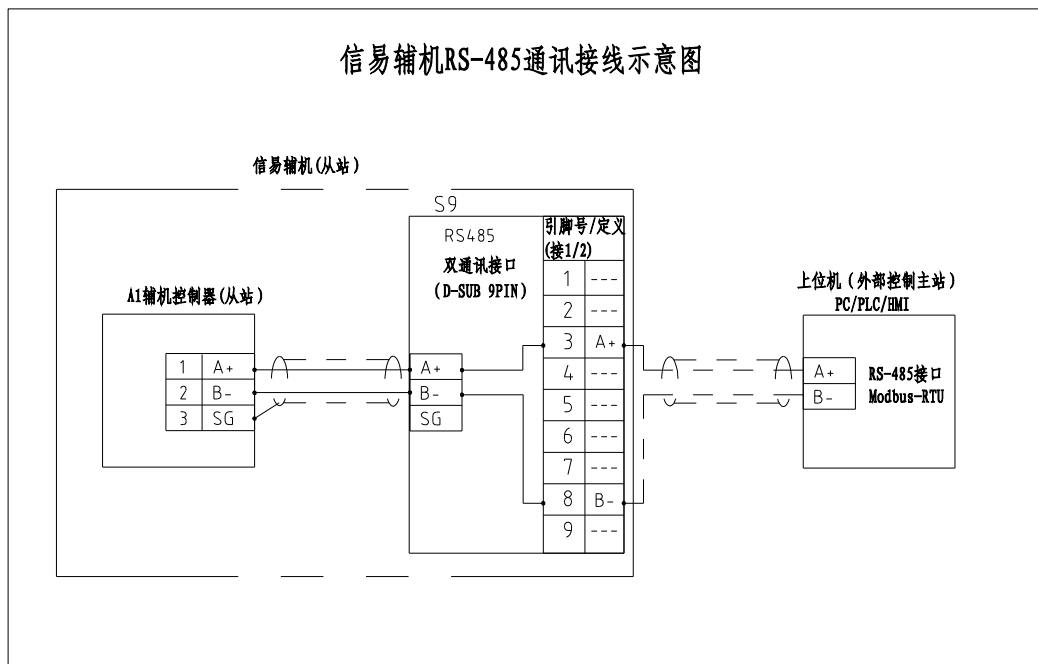 信易辅机RS-485通讯接线示意图
信易辅机(从站)
S9
RS485
双通讯接口
(D-SUB 9PIN)
引脚号/定义
(接1/2)
1 ---
2 ---
3 A+
4 ---
5 ---
6 ---
7 ---
8 B-
9 ---
A1辅机控制器(从站)
1 A+
2 B-
3 SG
A+
B-
SG
上位机(外部控制主站)
PC/PLC/HMI
A+
B-
RS-485接口
Modbus-RTU